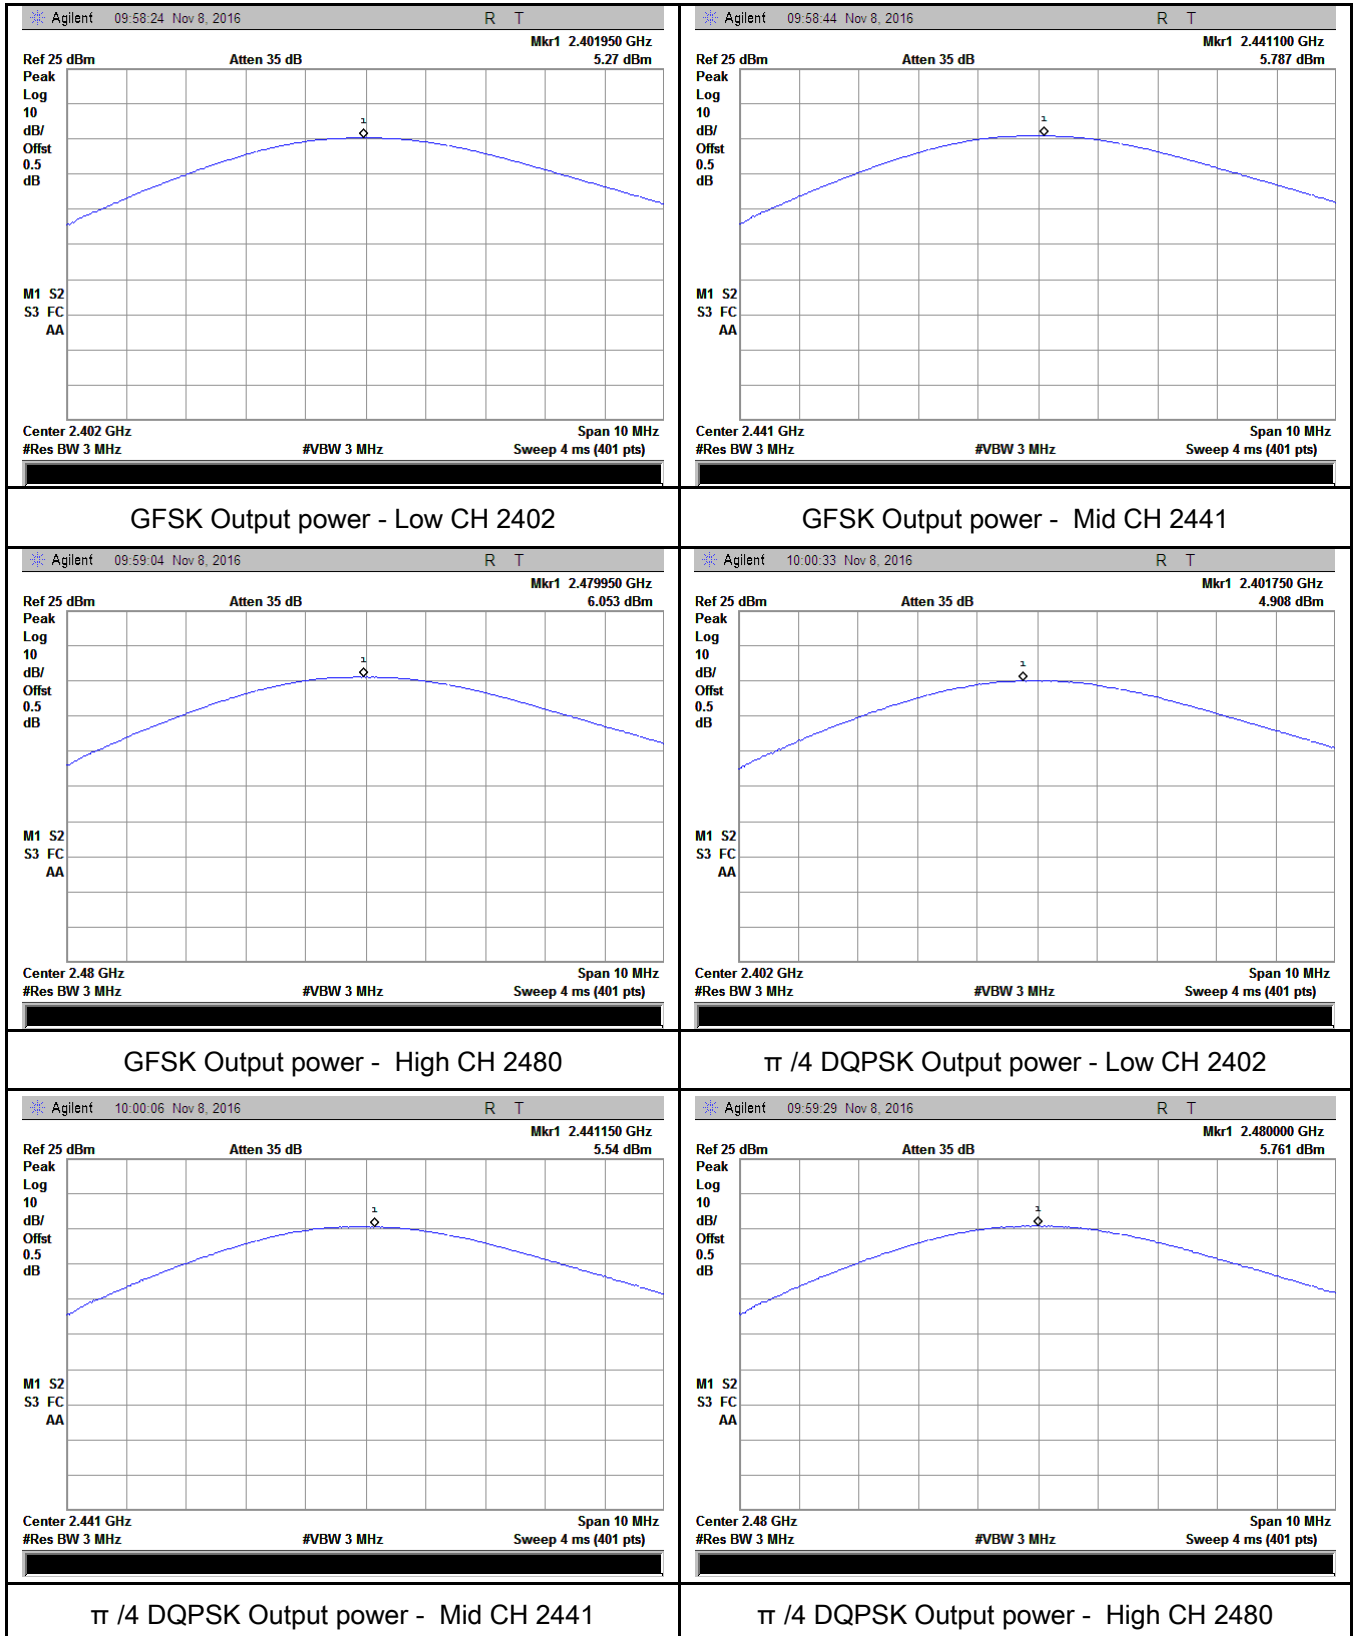 Agilent 09:58:24 Nov 8, 2016 R T
Mkr1 2.401950 GHz
Ref 25 dBm Atten 35 dB 5.27 dBm
Peak
Log
10
dB/
Offst
0.5
dB
1
M1 S2
S3 FC
AA
Center 2.402 GHz Span 10 MHz
#Res BW 3 MHz #VBW 3 MHz Sweep 4 ms (401 pts)
GFSK Output power - Low CH 2402
Agilent 09:58:44 Nov 8, 2016 R T
Mkr1 2.441100 GHz
Ref 25 dBm Atten 35 dB 5.787 dBm
Peak
Log
10
dB/
Offst
0.5
dB
1
M1 S2
S3 FC
AA
Center 2.441 GHz Span 10 MHz
#Res BW 3 MHz #VBW 3 MHz Sweep 4 ms (401 pts)
GFSK Output power - Mid CH 2441
Agilent 09:59:04 Nov 8, 2016 R T
Mkr1 2.479950 GHz
Ref 25 dBm Atten 35 dB 6.053 dBm
Peak
Log
10
dB/
Offst
0.5
dB
1
M1 S2
S3 FC
AA
Center 2.48 GHz Span 10 MHz
#Res BW 3 MHz #VBW 3 MHz Sweep 4 ms (401 pts)
GFSK Output power - High CH 2480
Agilent 10:00:33 Nov 8, 2016 R T
Mkr1 2.401750 GHz
Ref 25 dBm Atten 35 dB 4.908 dBm
Peak
Log
10
dB/
Offst
0.5
dB
1
M1 S2
S3 FC
AA
Center 2.402 GHz Span 10 MHz
#Res BW 3 MHz #VBW 3 MHz Sweep 4 ms (401 pts)
π /4 DQPSK Output power - Low CH 2402
Agilent 10:00:06 Nov 8, 2016 R T
Mkr1 2.441150 GHz
Ref 25 dBm Atten 35 dB 5.54 dBm
Peak
Log
10
dB/
Offst
0.5
dB
1
M1 S2
S3 FC
AA
Center 2.441 GHz Span 10 MHz
#Res BW 3 MHz #VBW 3 MHz Sweep 4 ms (401 pts)
π /4 DQPSK Output power - Mid CH 2441
Agilent 09:59:29 Nov 8, 2016 R T
Mkr1 2.480000 GHz
Ref 25 dBm Atten 35 dB 5.761 dBm
Peak
Log
10
dB/
Offst
0.5
dB
1
M1 S2
S3 FC
AA
Center 2.48 GHz Span 10 MHz
#Res BW 3 MHz #VBW 3 MHz Sweep 4 ms (401 pts)
π /4 DQPSK Output power - High CH 2480